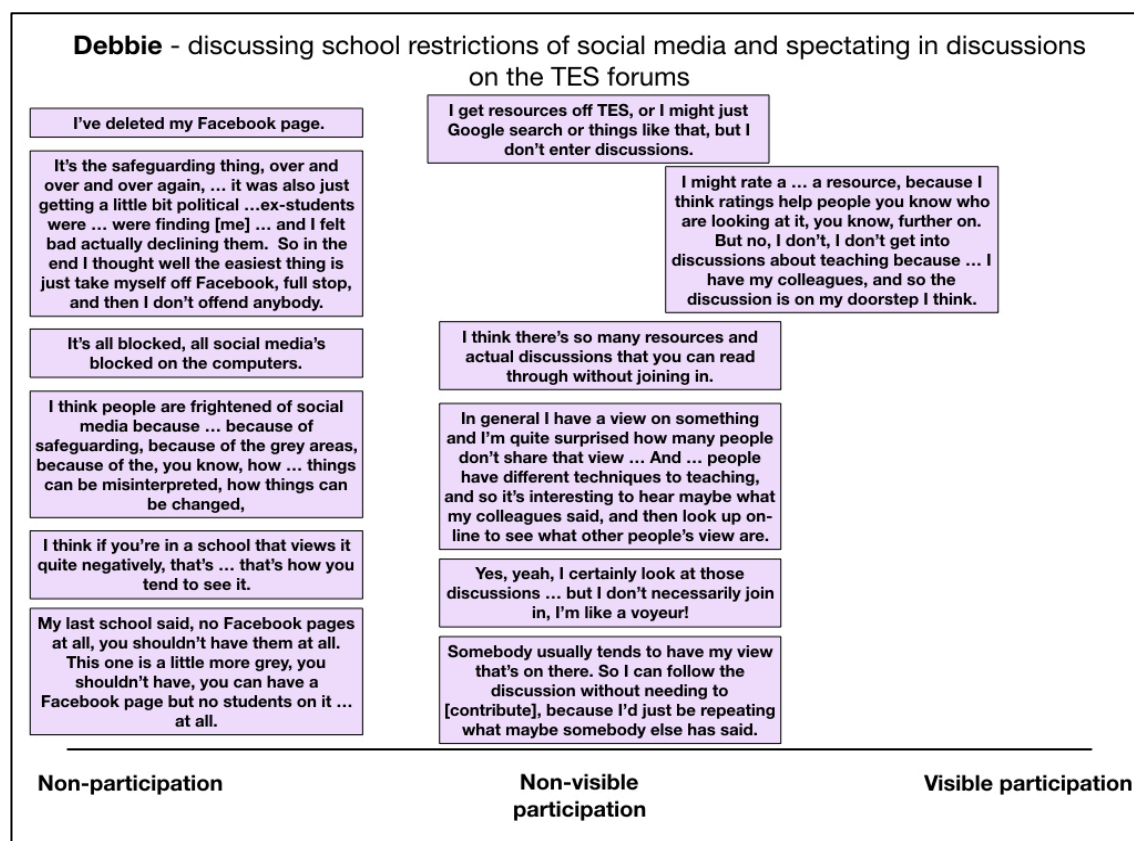 Debbie - discussing school restrictions of social media and spectating in discussions
on the TES forums
I've deleted my Facebook page.
It's the safeguarding thing, over and
over and over again, … it was also just
getting a little bit political …ex-students
were … were finding [me] … and I felt
bad actually declining them.  So in the
end I thought well the easiest thing is
just take myself off Facebook, full stop,
and then I don't offend anybody.
It's all blocked, all social media's
blocked on the computers.
I think people are frightened of social
media because … because of
safeguarding, because of the grey areas,
because of the, you know, how … things
can be misinterpreted, how things can
be changed,
I think if you're in a school that views it
quite negatively, that's … that's how you
tend to see it.
My last school said, no Facebook pages
at all, you shouldn't have them at all.
This one is a little more grey, you
shouldn't have, you can have a
Facebook page but no students on it …
at all.
I get resources off TES, or I might just
Google search or things like that, but I
don't enter discussions.
I might rate a … a resource, because I
think ratings help people you know who
are looking at it, you know, further on.
But no, I don't, I don't get into
discussions about teaching because … I
have my colleagues, and so the
discussion is on my doorstep I think.
I think there's so many resources and
actual discussions that you can read
through without joining in.
In general I have a view on something
and I'm quite surprised how many people
don't share that view … And … people
have different techniques to teaching,
and so it's interesting to hear maybe what
my colleagues said, and then look up on-
line to see what other people's view are.
Yes, yeah, I certainly look at those
discussions … but I don't necessarily join
in, I'm like a voyeur!
Somebody usually tends to have my view
that's on there. So I can follow the
discussion without needing to
[contribute], because I'd just be repeating
what maybe somebody else has said.
Non-participation
Non-visible
participation
Visible participation